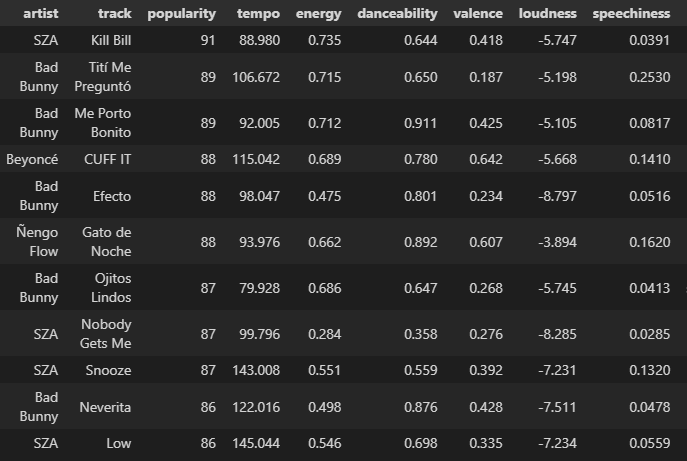 artist track popularity tempo energy danceability valence loudness speechiness
SZA Kill Bill 91 88.980 0.735 0.644 0.418 -5.747 0.0391
Bad Bunny Tití Me Preguntó 89 106.672 0.715 0.650 0.187 -5.198 0.2530
Bad Bunny Me Porto Bonito 89 92.005 0.712 0.911 0.425 -5.105 0.0817
Beyoncé CUFF IT 88 115.042 0.689 0.780 0.642 -5.668 0.1410
Bad Bunny Efecto 88 98.047 0.475 0.801 0.234 -8.797 0.0516
Ñengo Flow Gato de Noche 88 93.976 0.662 0.892 0.607 -3.894 0.1620
Bad Bunny Ojitos Lindos 87 79.928 0.686 0.647 0.268 -5.745 0.0413
SZA Nobody Gets Me 87 99.796 0.284 0.358 0.276 -8.285 0.0285
SZA Snooze 87 143.008 0.551 0.559 0.392 -7.231 0.1320
Bad Bunny Neverita 86 122.016 0.498 0.876 0.428 -7.511 0.0478
SZA Low 86 145.044 0.546 0.698 0.335 -7.234 0.0559